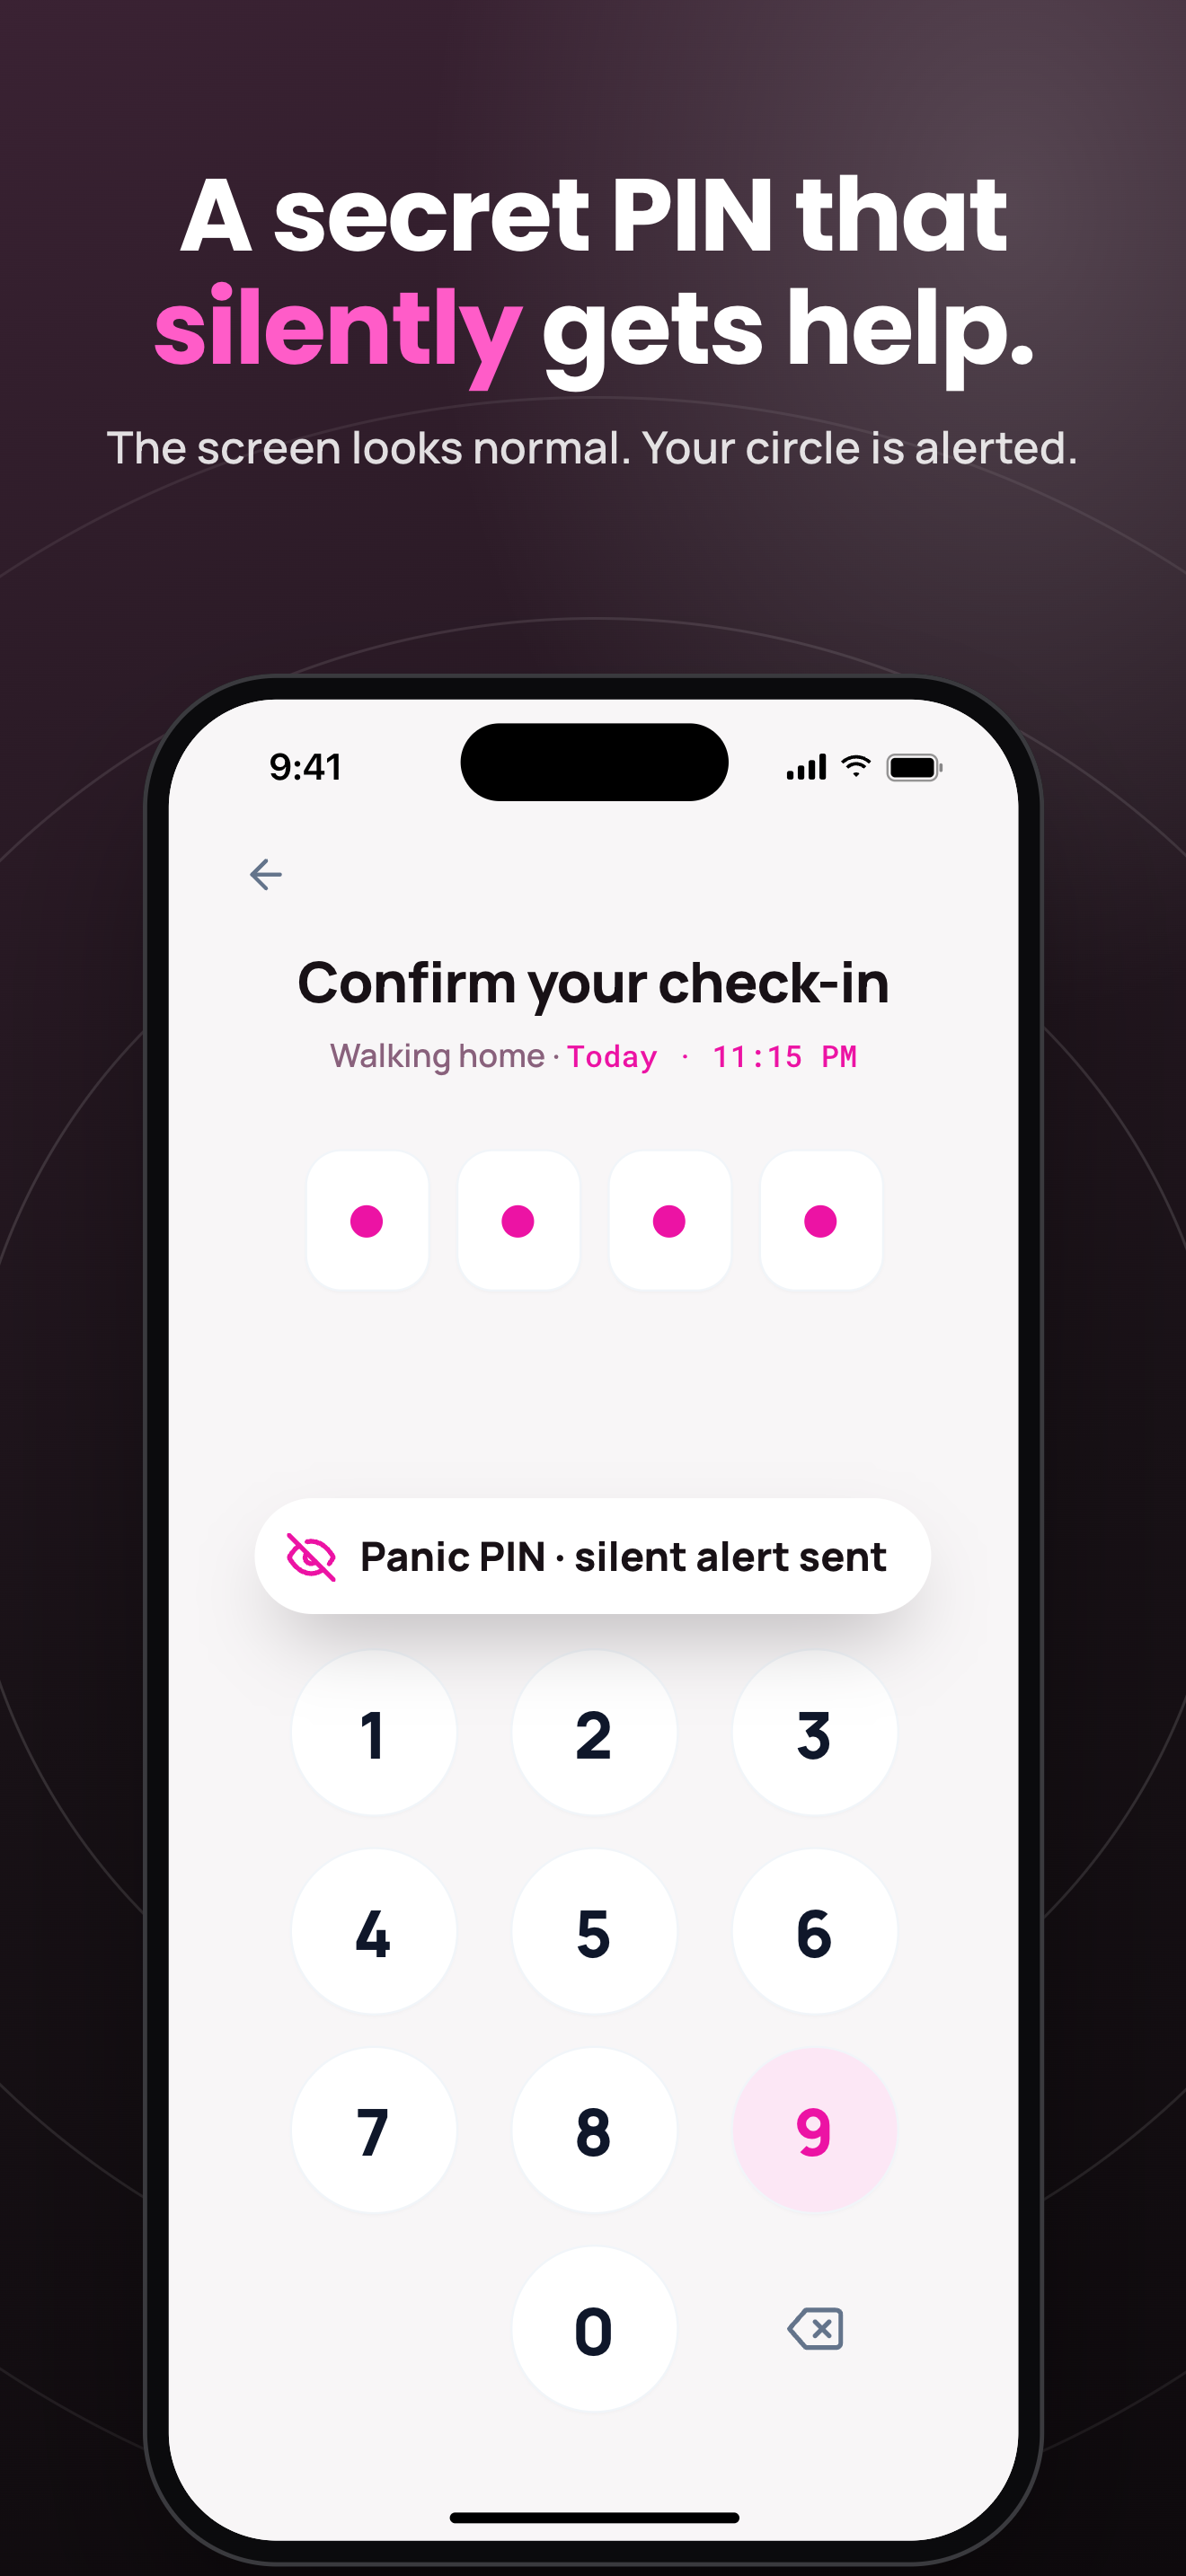 A secret PIN that
silently gets help.
The screen looks normal. Your circle is alerted.
9:41
Confirm your check-in
Walking home · Today · 11:15 PM
Panic PIN · silent alert sent
1 2 3
4 5 6
7 8 9
0